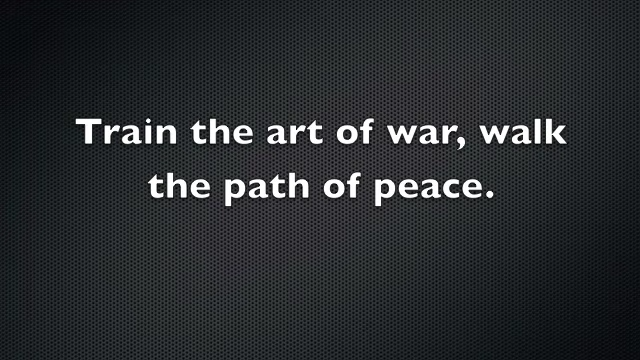 Train the art of war, walk
the path of peace.